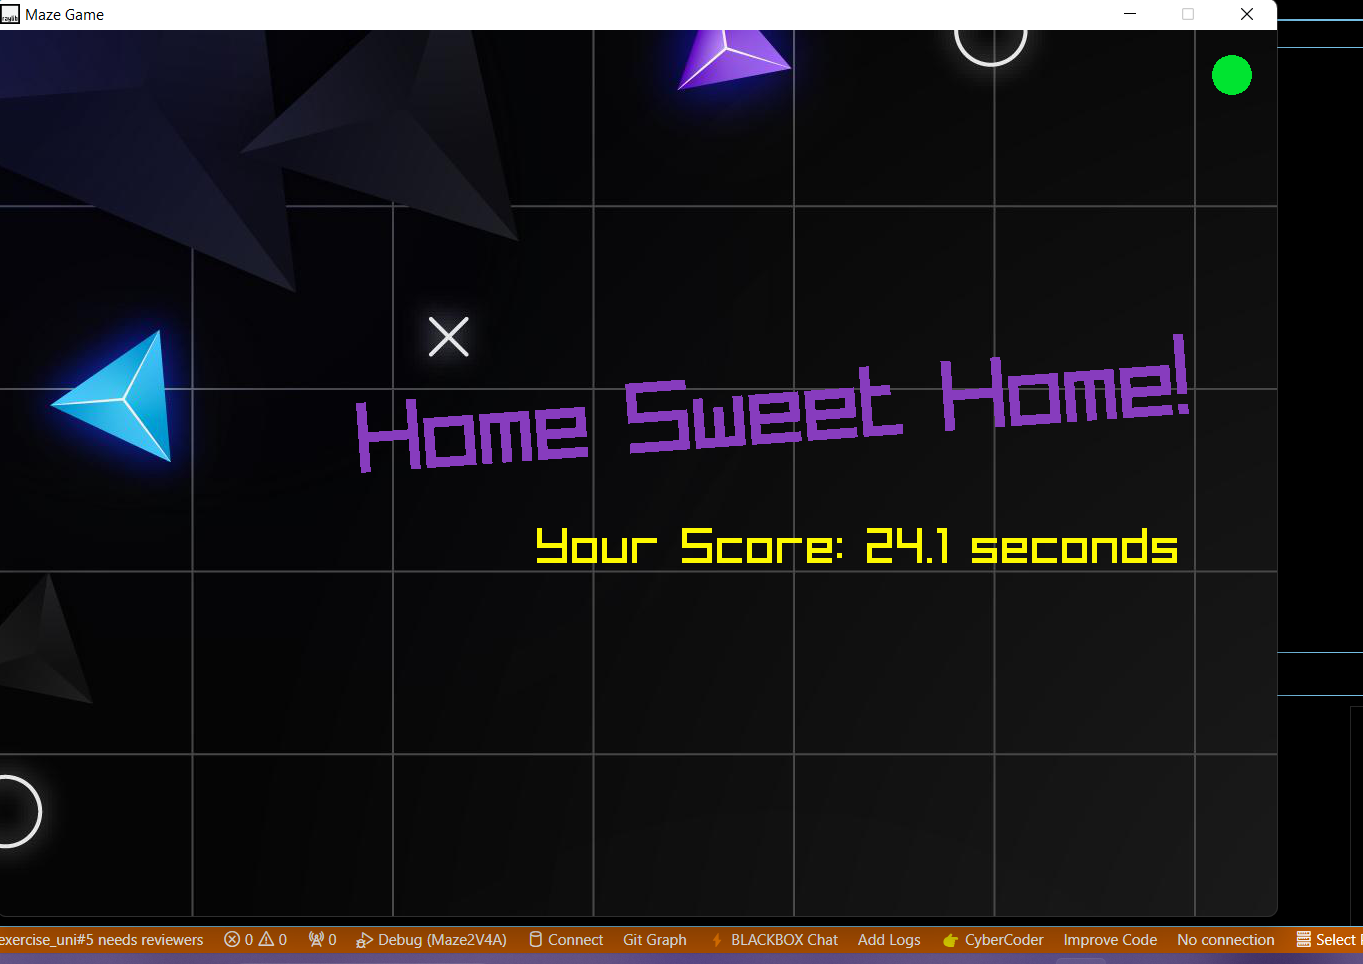 raylib
Maze Game
Home Sweet Home!
Your Score: 24.1 seconds
exercise_uni#5 needs reviewers 0 0 0 Debug (Maze2V4A) Connect Git Graph BLACKBOX Chat Add Logs CyberCoder Improve Code No connection Select